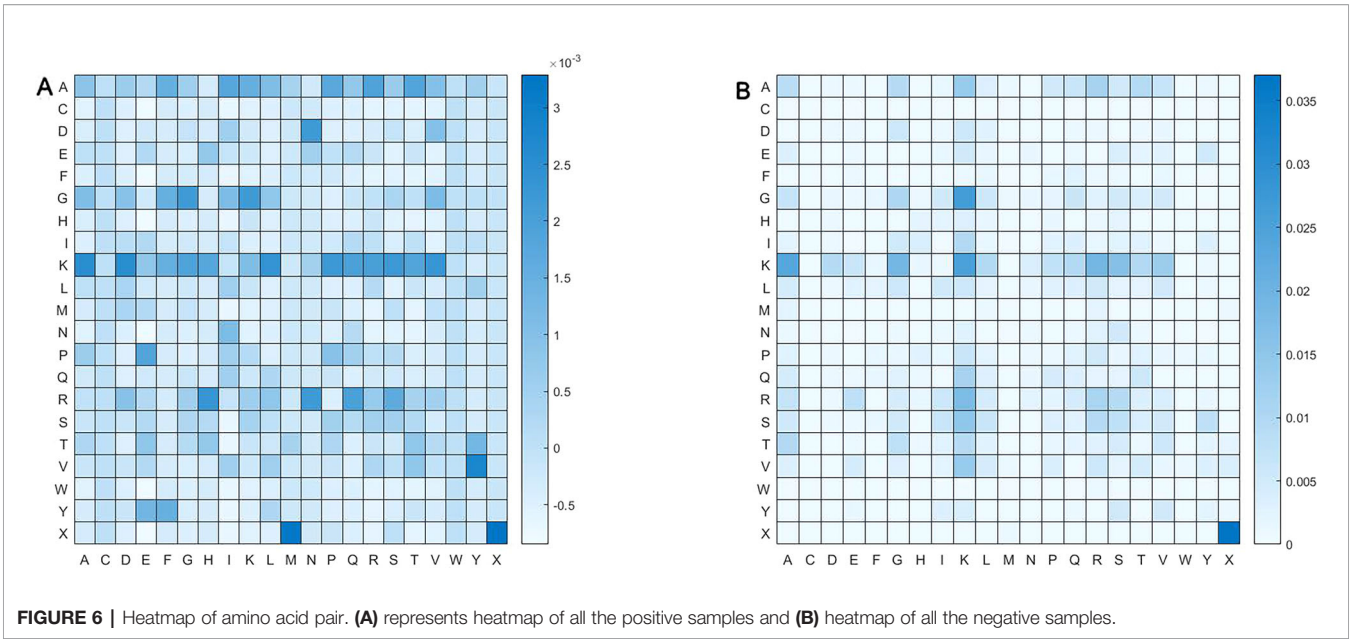 A
× 10⁻³
A
C
D
E
F
G
H
I
K
L
M
N
P
Q
R
S
T
V
W
Y
X
A C D E F G H I K L M N P Q R S T V W Y X
3
2.5
2
1.5
1
0.5
0
-0.5
B
A
C
D
E
F
G
H
I
K
L
M
N
P
Q
R
S
T
V
W
Y
X
A C D E F G H I K L M N P Q R S T V W Y X
0.035
0.03
0.025
0.02
0.015
0.01
0.005
0
FIGURE 6 | Heatmap of amino acid pair. (A) represents heatmap of all the positive samples and (B) heatmap of all the negative samples.